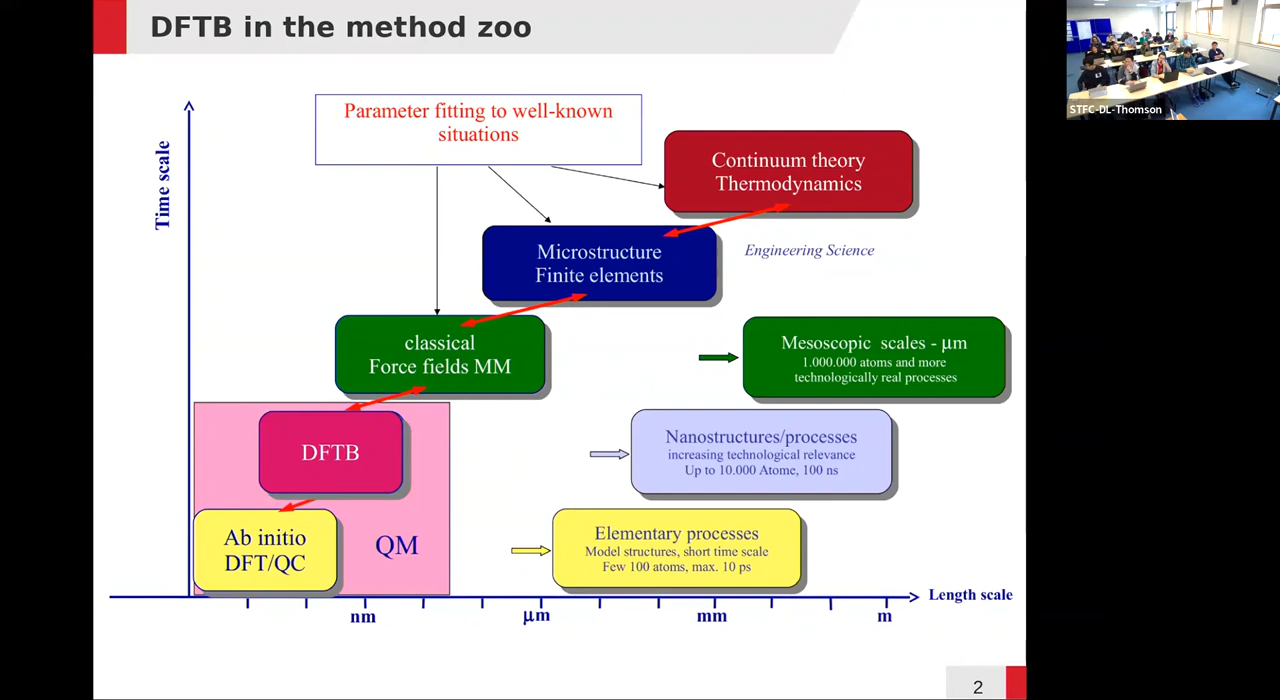 DFTB in the method zoo
STFC-DL-Thomson
Parameter fitting to well-known
situations
Time scale
Continuum theory
Thermodynamics
Microstructure
Finite elements
Engineering Science
classical
Force fields MM
Mesoscopic scales - µm
1.000.000 atoms and more
technologically real processes
DFTB
Nanostructures/processes
increasing technological relevance
Up to 10.000 Atome, 100 ns
Ab initio
DFT/QC
QM
Elementary processes
Model structures, short time scale
Few 100 atoms, max. 10 ps
Length scale
nm
µm
mm
m
2